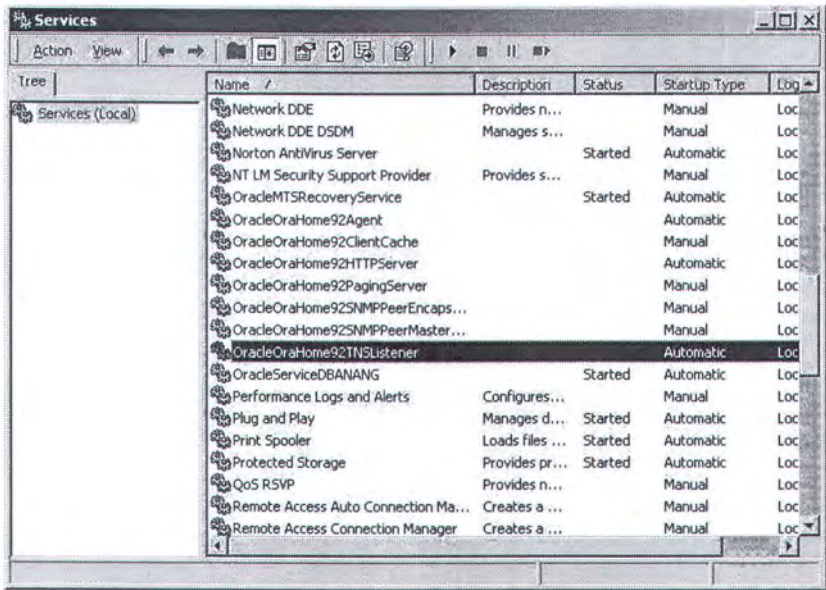 Services
Action View
Tree
Name Description Status Startup Type Log
Services (Local)
Network DDE Provides n... Manual Loc
Network DDE DSDM Manages s... Manual Loc
Norton AntiVirus Server Started Automatic Loc
NT LM Security Support Provider Provides s... Manual Loc
OracleMTSRecoveryService Started Automatic Loc
OracleOraHome92Agent Automatic Loc
OracleOraHome92ClientCache Manual Loc
OracleOraHome92HTTPServer Automatic Loc
OracleOraHome92PagingServer Manual Loc
OracleOraHome92SNMPPeerEncaps... Manual Loc
OracleOraHome92SNMPPeerMaster... Manual Loc
OracleOraHome92TNSListener Automatic Loc
OracleServiceDBANANG Started Automatic Loc
Performance Logs and Alerts Configures... Manual Loc
Plug and Play Manages d... Started Automatic Loc
Print Spooler Loads files ... Started Automatic Loc
Protected Storage Provides pr... Started Automatic Loc
QoS RSVP Provides n... Manual Loc
Remote Access Auto Connection Ma... Creates a ... Manual Loc
Remote Access Connection Manager Creates a ... Manual Loc